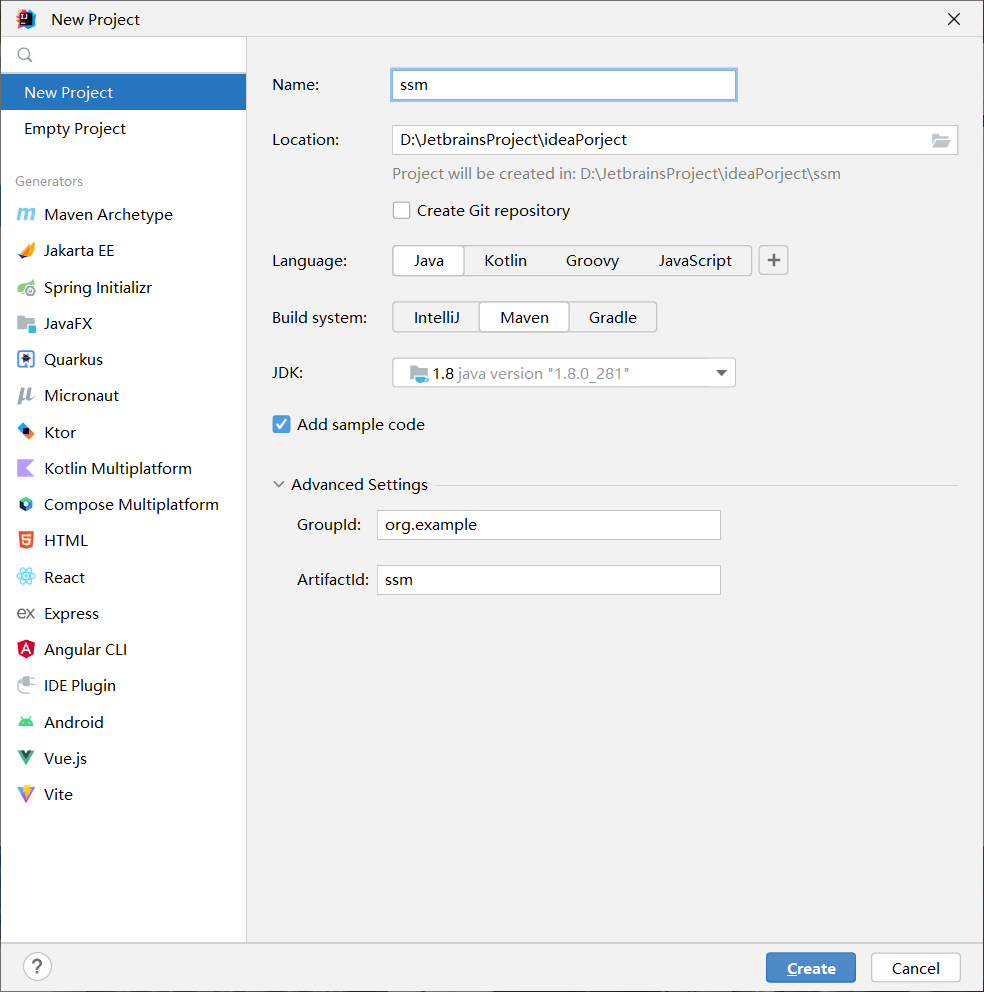 New Project
New Project
Empty Project
Generators
Maven Archetype
Jakarta EE
Spring Initializr
JavaFX
Quarkus
Micronaut
Ktor
Kotlin Multiplatform
Compose Multiplatform
HTML
React
Express
Angular CLI
IDE Plugin
Android
Vue.js
Vite
Name: ssm
Location: D:\JetbrainsProject\ideaPorject
Project will be created in: D:\JetbrainsProject\ideaPorject\ssm
Create Git repository
Language: Java Kotlin Groovy JavaScript +
Build system: IntelliJ Maven Gradle
JDK: 1.8 java version "1.8.0_281"
Add sample code
Advanced Settings
GroupId: org.example
ArtifactId: ssm
? Create Cancel